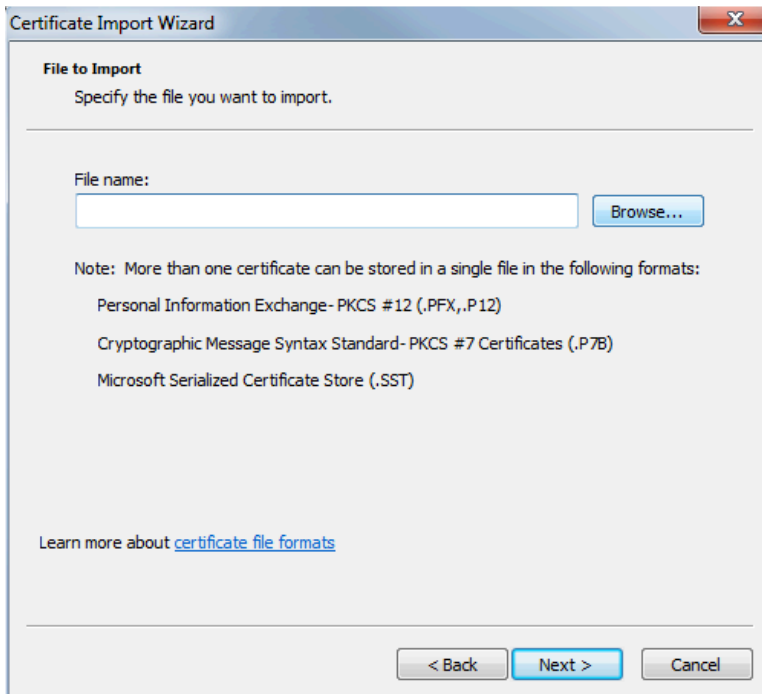 Certificate Import Wizard
File to Import
Specify the file you want to import.
File name:
Browse...
Note:  More than one certificate can be stored in a single file in the following formats:
Personal Information Exchange- PKCS #12 (.PFX,.P12)
Cryptographic Message Syntax Standard- PKCS #7 Certificates (.P7B)
Microsoft Serialized Certificate Store (.SST)
Learn more about certificate file formats
< Back
Next >
Cancel